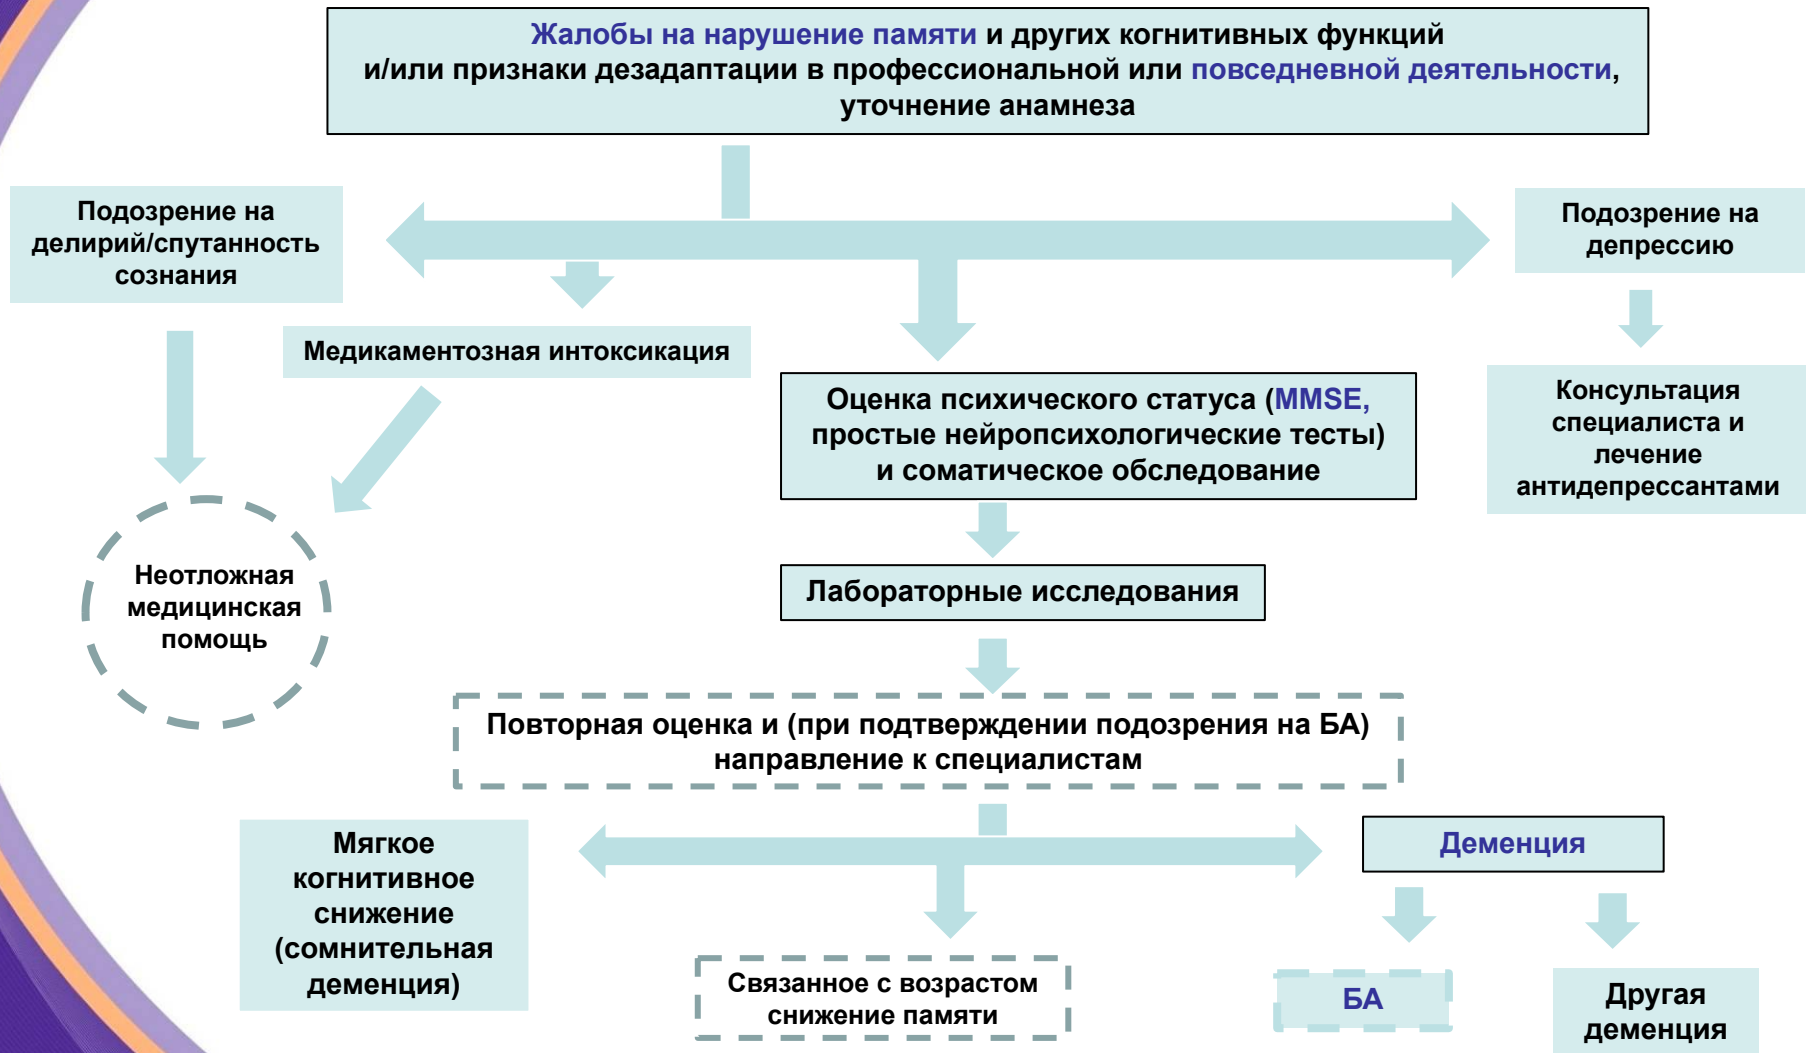 Жалобы на нарушение памяти и других когнитивных функций
и/или признаки дезадаптации в профессиональной или повседневной деятельности,
уточнение анамнеза
Подозрение на
делирий/спутанность
сознания
Подозрение на
депрессию
Медикаментозная интоксикация
Оценка психического статуса (MMSE,
простые нейропсихологические тесты)
и соматическое обследование
Консультация
специалиста и
лечение
антидепрессантами
Неотложная
медицинская
помощь
Лабораторные исследования
Повторная оценка и (при подтверждении подозрения на БА)
направление к специалистам
Мягкое
когнитивное
снижение
(сомнительная
деменция)
Деменция
Связанное с возрастом
снижение памяти
БА
Другая
деменция